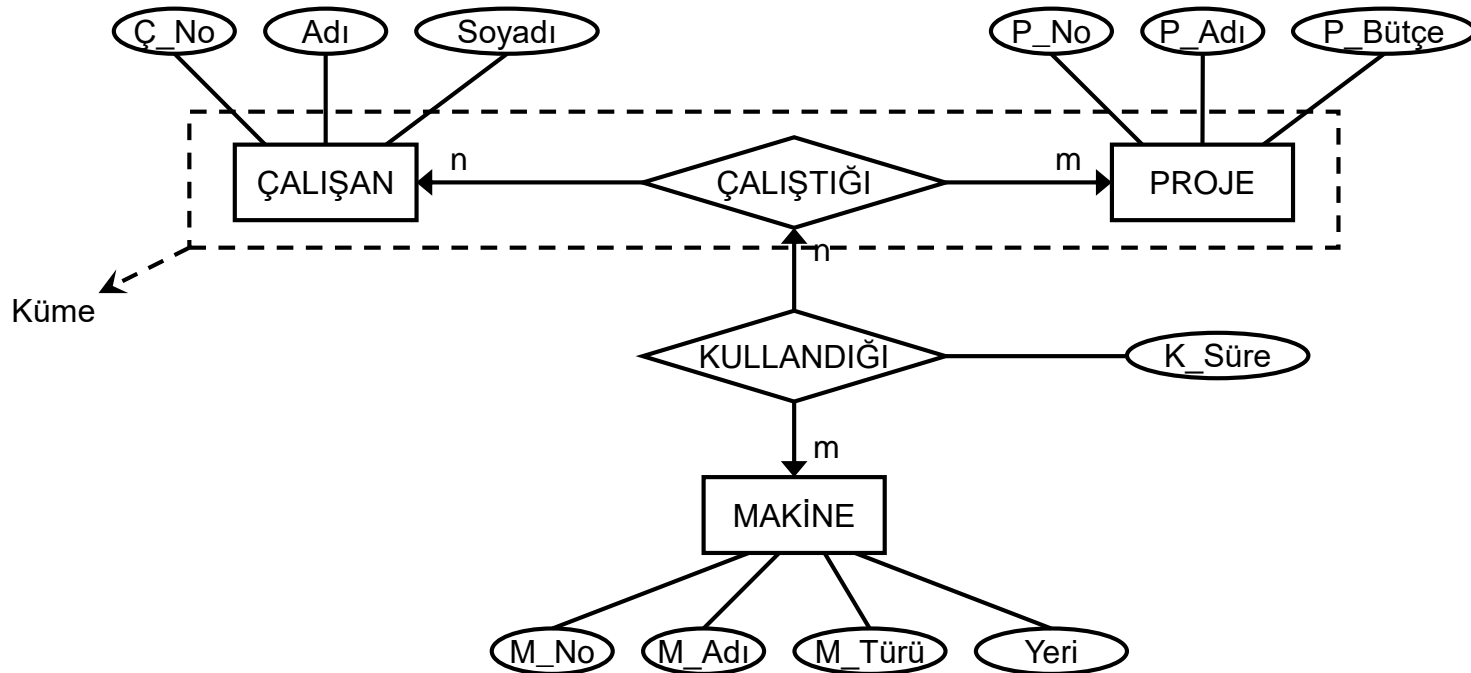 Ç_No Adı Soyadı P_No P_Adı P_Bütçe
ÇALIŞAN n ÇALIŞTIĞI m PROJE
n
Küme
KULLANDIĞI K_Süre
m
MAKİNE
M_No M_Adı M_Türü Yeri